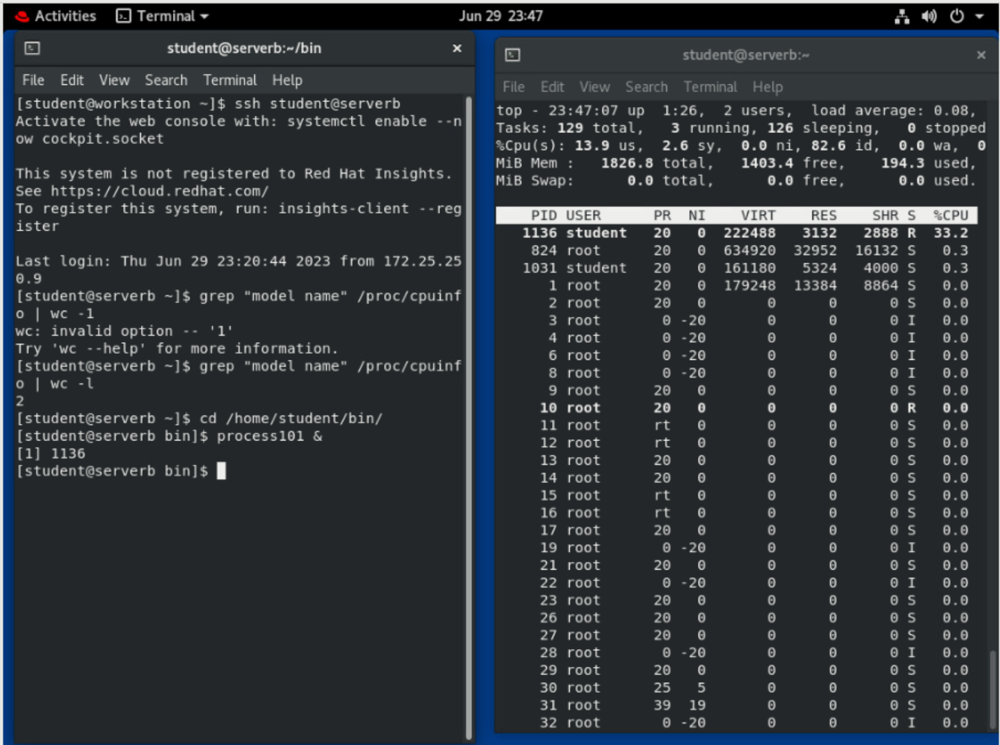 Activities Terminal Jun 29 23:47
student@serverb:~/bin
File Edit View Search Terminal Help
[student@workstation ~]$ ssh student@serverb
Activate the web console with: systemctl enable --n
ow cockpit.socket
This system is not registered to Red Hat Insights.
See https://cloud.redhat.com/
To register this system, run: insights-client --reg
ister
Last login: Thu Jun 29 23:20:44 2023 from 172.25.25
0.9
[student@serverb ~]$ grep "model name" /proc/cpuinf
o | wc -1
wc: invalid option -- '1'
Try 'wc --help' for more information.
[student@serverb ~]$ grep "model name" /proc/cpuinf
o | wc -l
2
[student@serverb ~]$ cd /home/student/bin/
[student@serverb bin]$ process101 &
[1] 1136
[student@serverb bin]$
student@serverb:~
File Edit View Search Terminal Help
top - 23:47:07 up 1:26, 2 users, load average: 0.08,
Tasks: 129 total, 3 running, 126 sleeping, 0 stopped
%Cpu(s): 13.9 us, 2.6 sy, 0.0 ni, 82.6 id, 0.0 wa, 0
MiB Mem : 1826.8 total, 1403.4 free, 194.3 used,
MiB Swap: 0.0 total, 0.0 free, 0.0 used.
PID USER PR NI VIRT RES SHR S %CPU
1136 student 20 0 222488 3132 2888 R 33.2
824 root 20 0 634920 32952 16132 S 0.3
1031 student 20 0 161180 5324 4000 S 0.3
1 root 20 0 179248 13384 8864 S 0.0
2 root 20 0 0 0 0 S 0.0
3 root 0 -20 0 0 0 I 0.0
4 root 0 -20 0 0 0 I 0.0
6 root 0 -20 0 0 0 I 0.0
8 root 0 -20 0 0 0 I 0.0
9 root 20 0 0 0 0 S 0.0
10 root 20 0 0 0 0 R 0.0
11 root rt 0 0 0 0 S 0.0
12 root rt 0 0 0 0 S 0.0
13 root 20 0 0 0 0 S 0.0
14 root 20 0 0 0 0 S 0.0
15 root rt 0 0 0 0 S 0.0
16 root rt 0 0 0 0 S 0.0
17 root 20 0 0 0 0 S 0.0
19 root 0 -20 0 0 0 I 0.0
21 root 20 0 0 0 0 S 0.0
22 root 0 -20 0 0 0 I 0.0
23 root 20 0 0 0 0 S 0.0
26 root 20 0 0 0 0 S 0.0
27 root 20 0 0 0 0 S 0.0
28 root 0 -20 0 0 0 I 0.0
29 root 20 0 0 0 0 S 0.0
30 root 25 5 0 0 0 S 0.0
31 root 39 19 0 0 0 S 0.0
32 root 0 -20 0 0 0 I 0.0